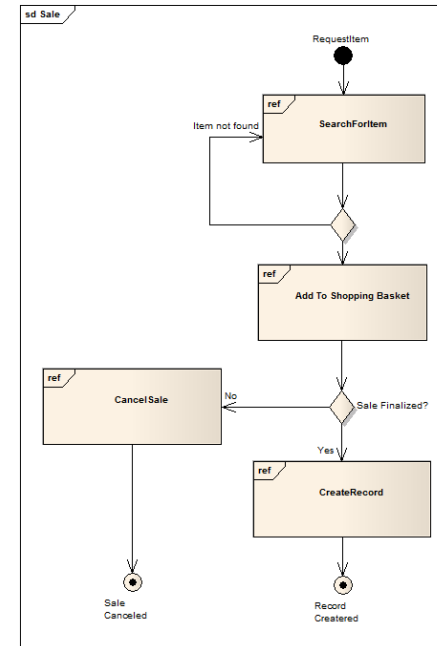 sd Sale
RequestItem
ref
SearchForItem
Item not found
ref
Add To Shopping Basket
ref
CancelSale
No
Sale Finalized?
Yes
ref
CreateRecord
Sale
Canceled
Record
Createred